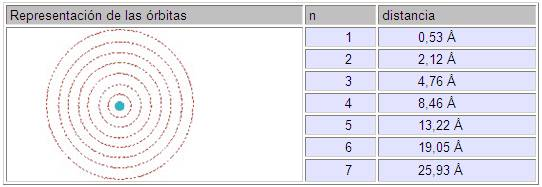 Representación de las órbitas n distancia
1 0,53 Å
2 2,12 Å
3 4,76 Å
4 8,46 Å
5 13,22 Å
6 19,05 Å
7 25,93 Å